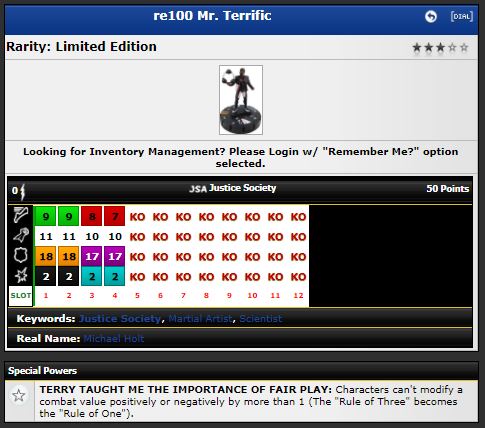 re100 Mr. Terrific
[DIAL]
Rarity: Limited Edition
Looking for Inventory Management? Please Login w/ "Remember Me?" option
selected.
0 JSA Justice Society 50 Points
9 9 8 7 KO KO KO KO KO KO KO KO
11 11 10 10 KO KO KO KO KO KO KO KO
18 18 17 17 KO KO KO KO KO KO KO KO
2 2 2 2 KO KO KO KO KO KO KO KO
SLOT 1 2 3 4 5 6 7 8 9 10 11 12
Keywords: Justice Society, Martial Artist, Scientist
Real Name: Michael Holt
Special Powers
TERRY TAUGHT ME THE IMPORTANCE OF FAIR PLAY: Characters can't modify a
combat value positively or negatively by more than 1 (The "Rule of Three" becomes
the "Rule of One").